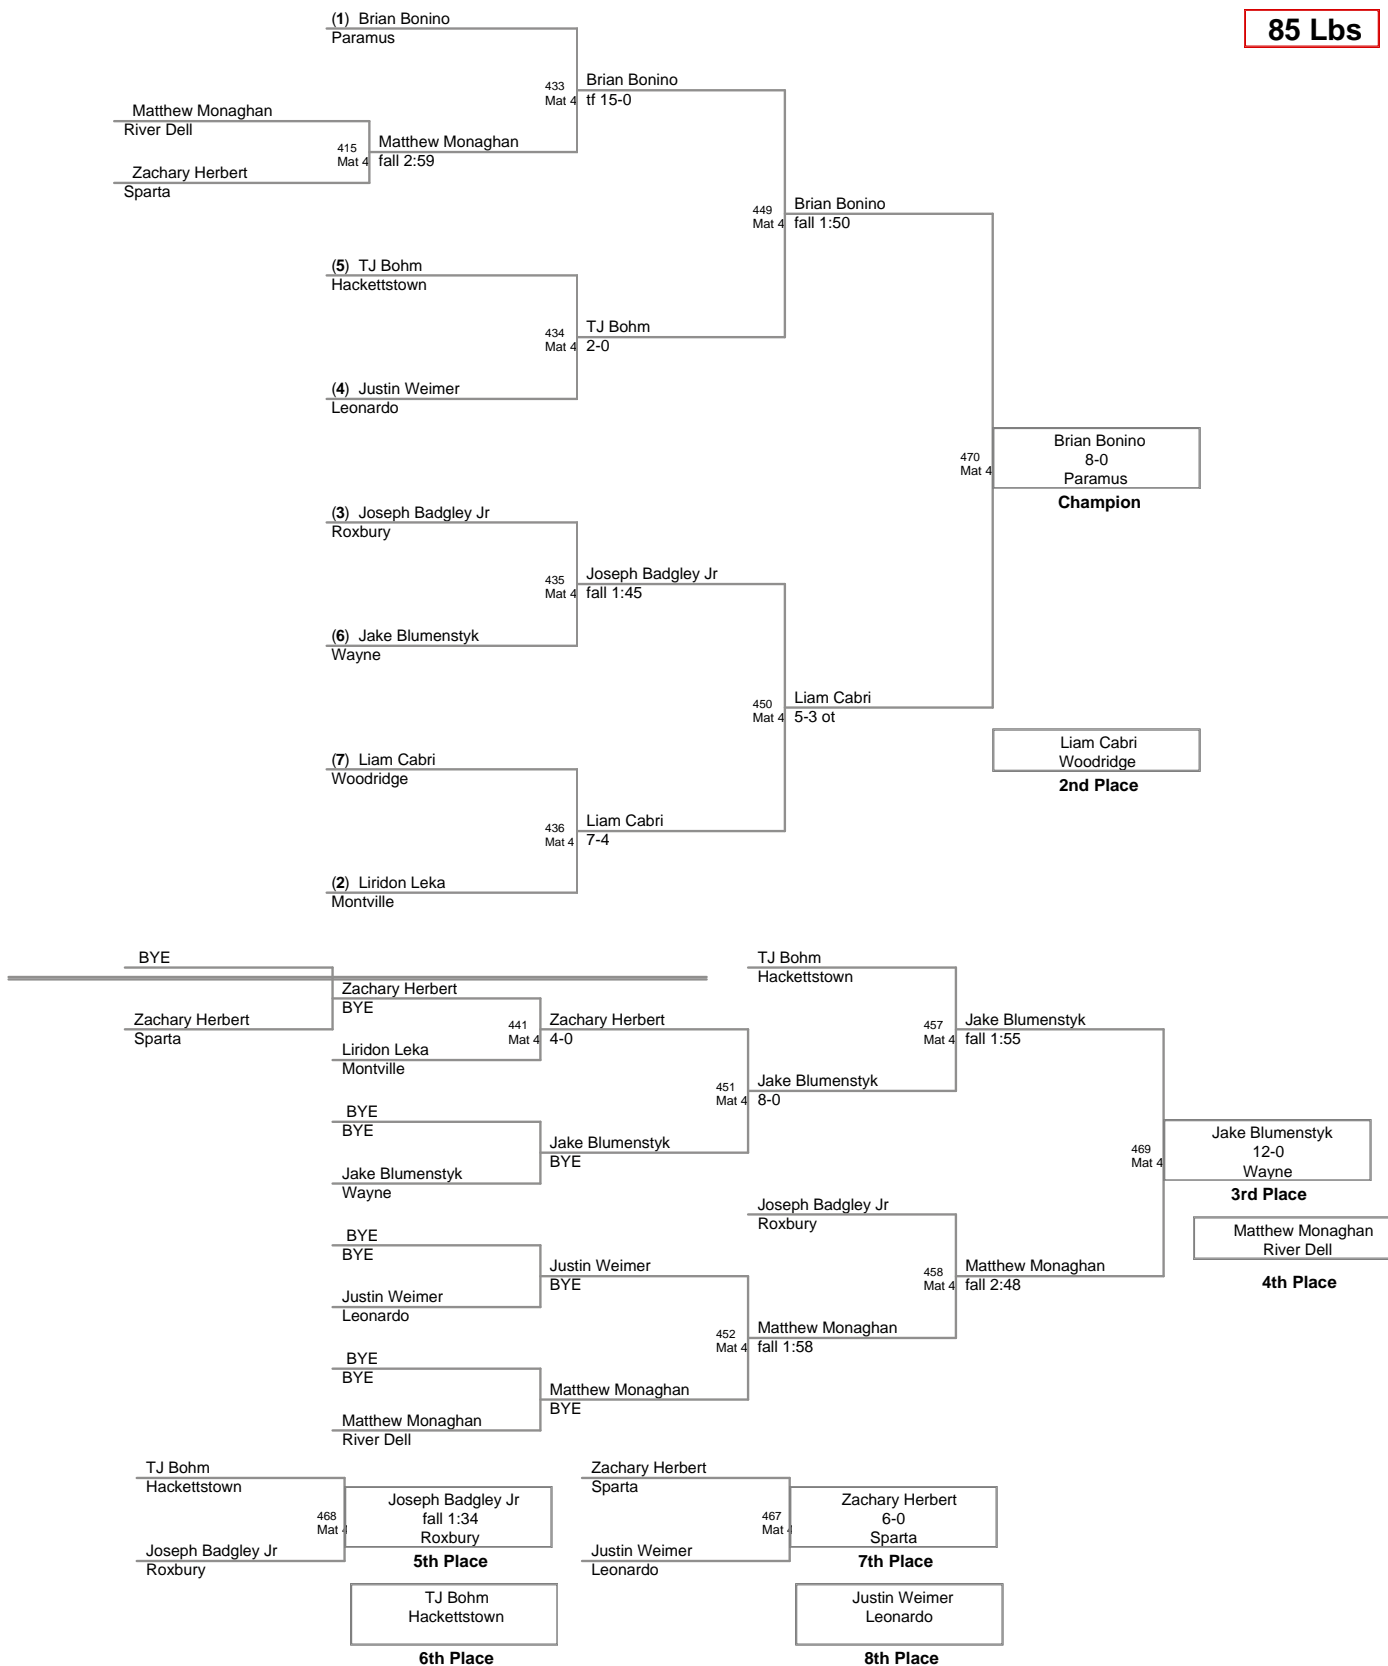 85 Lbs
(1) Brian Bonino
Paramus
433
Mat 4
Brian Bonino
tf 15-0
Matthew Monaghan
River Dell
415
Mat 4
Matthew Monaghan
fall 2:59
Zachary Herbert
Sparta
449
Mat 4
Brian Bonino
fall 1:50
(5) TJ Bohm
Hackettstown
434
Mat 4
TJ Bohm
2-0
(4) Justin Weimer
Leonardo
470
Mat 4
Brian Bonino
8-0
Paramus
Champion
(3) Joseph Badgley Jr
Roxbury
435
Mat 4
Joseph Badgley Jr
fall 1:45
(6) Jake Blumenstyk
Wayne
450
Mat 4
Liam Cabri
5-3 ot
Liam Cabri
Woodridge
2nd Place
(7) Liam Cabri
Woodridge
436
Mat 4
Liam Cabri
7-4
(2) Liridon Leka
Montville
BYE
Zachary Herbert
BYE
Zachary Herbert
Sparta
441
Mat 4
Zachary Herbert
4-0
Liridon Leka
Montville
451
Mat 4
Jake Blumenstyk
8-0
BYE
BYE
Jake Blumenstyk
BYE
Jake Blumenstyk
Wayne
TJ Bohm
Hackettstown
457
Mat 4
Jake Blumenstyk
fall 1:55
469
Mat 4
Jake Blumenstyk
12-0
Wayne
3rd Place
Joseph Badgley Jr
Roxbury
Matthew Monaghan
River Dell
4th Place
BYE
BYE
Justin Weimer
BYE
Justin Weimer
Leonardo
458
Mat 4
Matthew Monaghan
fall 2:48
452
Mat 4
Matthew Monaghan
fall 1:58
BYE
BYE
Matthew Monaghan
BYE
Matthew Monaghan
River Dell
TJ Bohm
Hackettstown
468
Mat 4
Joseph Badgley Jr
fall 1:34
Roxbury
5th Place
Joseph Badgley Jr
Roxbury
TJ Bohm
Hackettstown
6th Place
Zachary Herbert
Sparta
467
Mat 4
Zachary Herbert
6-0
Sparta
7th Place
Justin Weimer
Leonardo
Justin Weimer
Leonardo
8th Place